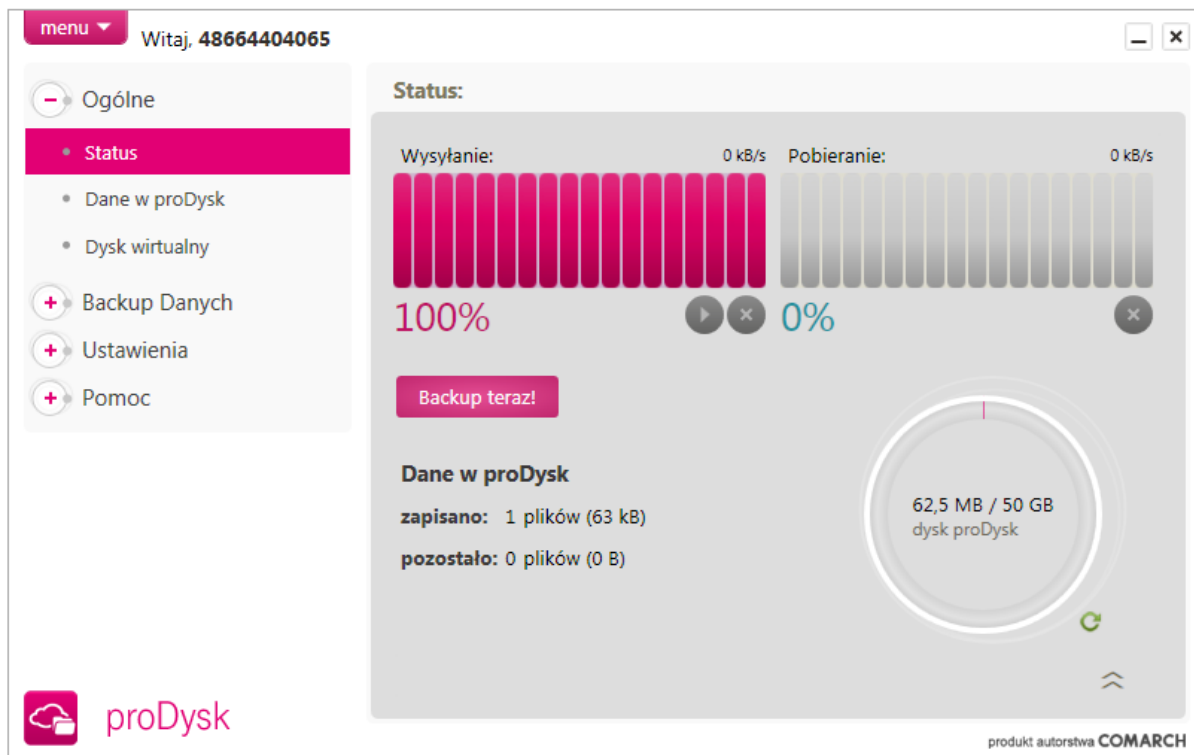 menu
Witaj, 48664404065
Ogólne
Status
Dane w proDysk
Dysk wirtualny
Backup Danych
Ustawienia
Pomoc
proDysk
Status:
Wysyłanie: 0 kB/s
100%
Pobieranie: 0 kB/s
0%
Backup teraz!
Dane w proDysk
zapisano: 1 plików (63 kB)
pozostało: 0 plików (0 B)
62,5 MB / 50 GB
dysk proDysk
produkt autorstwa COMARCH